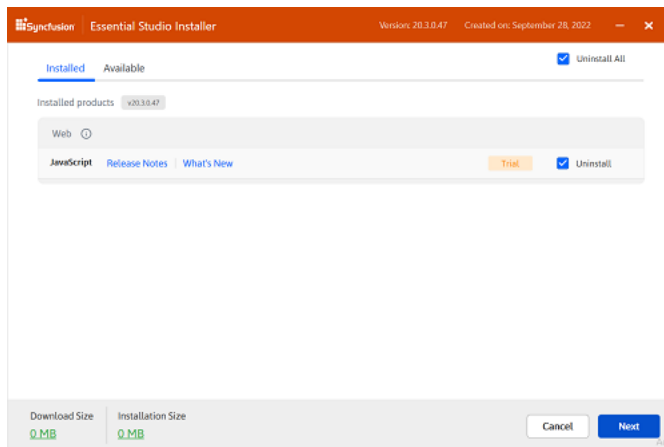 Syncfusion Essential Studio Installer Version: 20.3.0.47 Created on: September 28, 2022
Uninstall All
Installed Available
Installed products v20.3.0.47
Web
JavaScript Release Notes What's New Trial Uninstall
Download Size Installation Size
0 MB 0 MB
Cancel Next